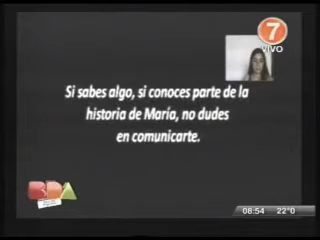 7
VIVO
Si sabes algo, si conoces parte de la
historia de María, no dudes
en comunicarte.
BDA
06:54 22°0